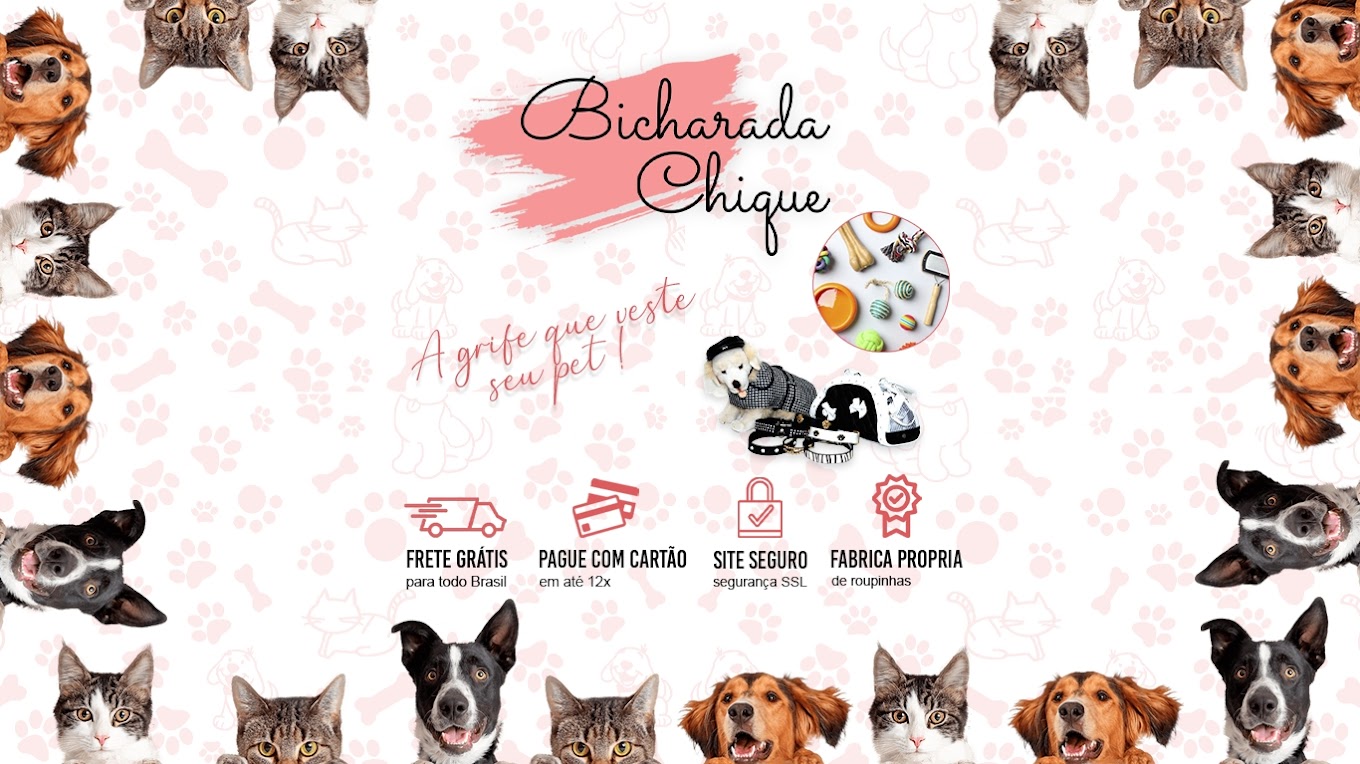 Bicharada
Chique
A grife que veste
seu pet !
FRETE GRÁTIS
para todo Brasil
PAGUE COM CARTÃO
em até 12x
SITE SEGURO
segurança SSL
FABRICA PROPRIA
de roupinhas